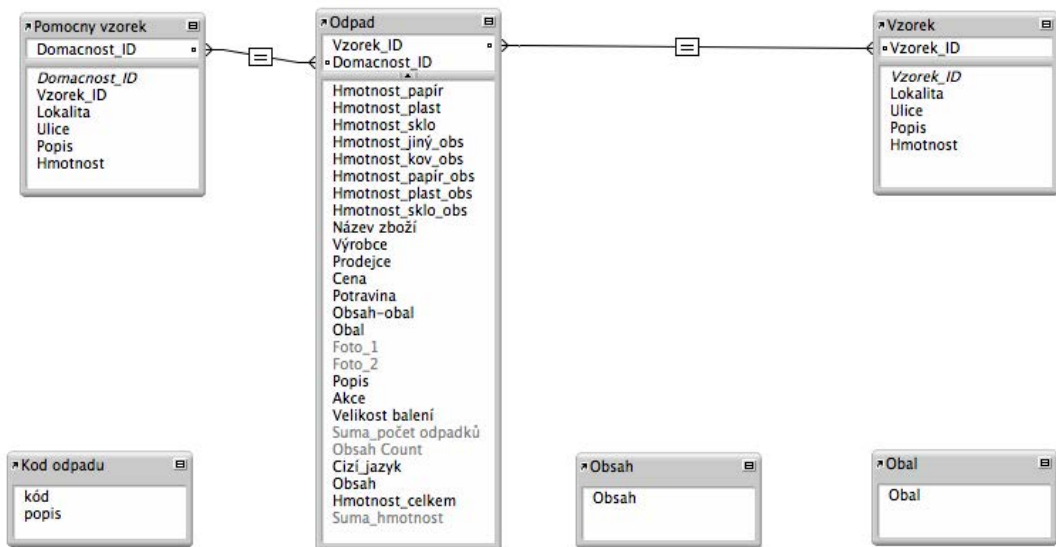 Pomocny vzorek
Domacnost_ID
Domacnost_ID
Vzorek_ID
Lokalita
Ulice
Popis
Hmotnost
=
Odpad
Vzorek_ID
Domacnost_ID
Hmotnost_papír
Hmotnost_plast
Hmotnost_sklo
Hmotnost_jiný_obs
Hmotnost_kov_obs
Hmotnost_papír_obs
Hmotnost_plast_obs
Hmotnost_sklo_obs
Název zboží
Výrobce
Prodejce
Cena
Potravina
Obsah-obal
Obal
Foto_1
Foto_2
Popis
Akce
Velikost balení
Suma_počet odpadků
Obsah Count
Cizí_jazyk
Obsah
Hmotnost_celkem
Suma_hmotnost
=
Vzorek
Vzorek_ID
Vzorek_ID
Lokalita
Ulice
Popis
Hmotnost
Kod odpadu
kód
popis
Obsah
Obsah
Obal
Obal